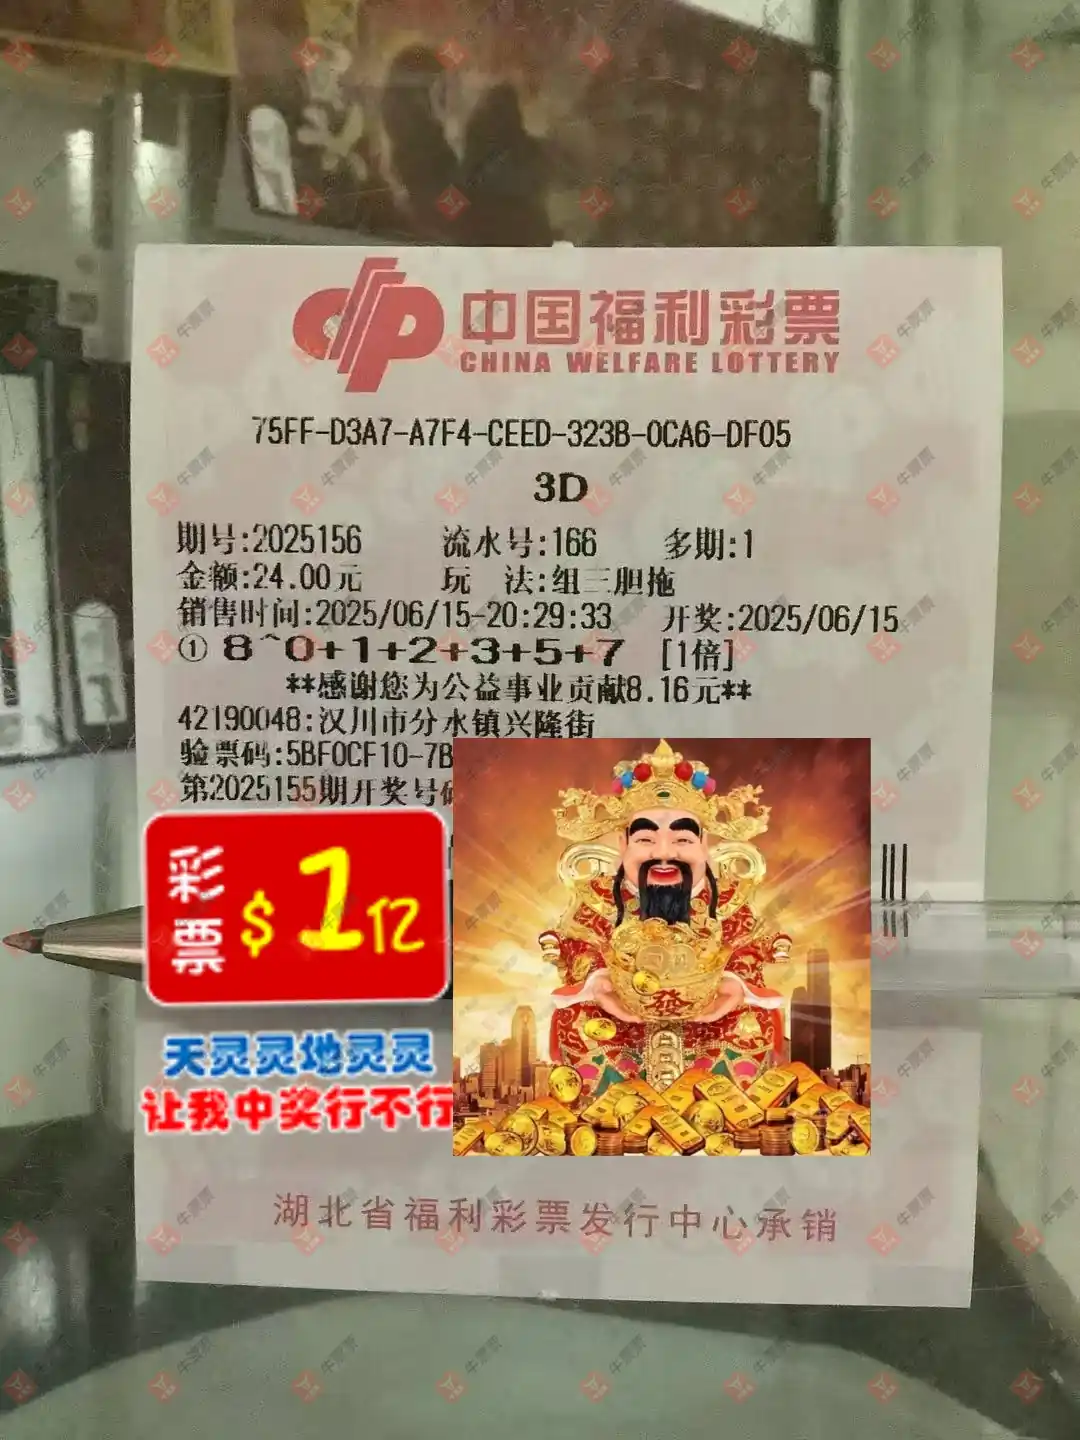 中国福利彩票
CHINA WELFARE LOTTERY
75FF-D3A7-A7F4-CEED-323B-0CA6-DF05
3D
期号:2025156 流水号:166 多期:1
金额:24.00元 玩 法:组三胆拖
销售时间:2025/06/15-20:29:33 开奖:2025/06/15
① 8^0+1+2+3+5+7 [1倍]
**感谢您为公益事业贡献8.16元**
42190048:汉川市分水镇兴隆街
验票码:5BF0CF10-7B
第2025155期开奖号码
彩票 $ 1亿
發
天灵灵地灵灵
让我中奖行不行
湖北省福利彩票发行中心承销
牛票票